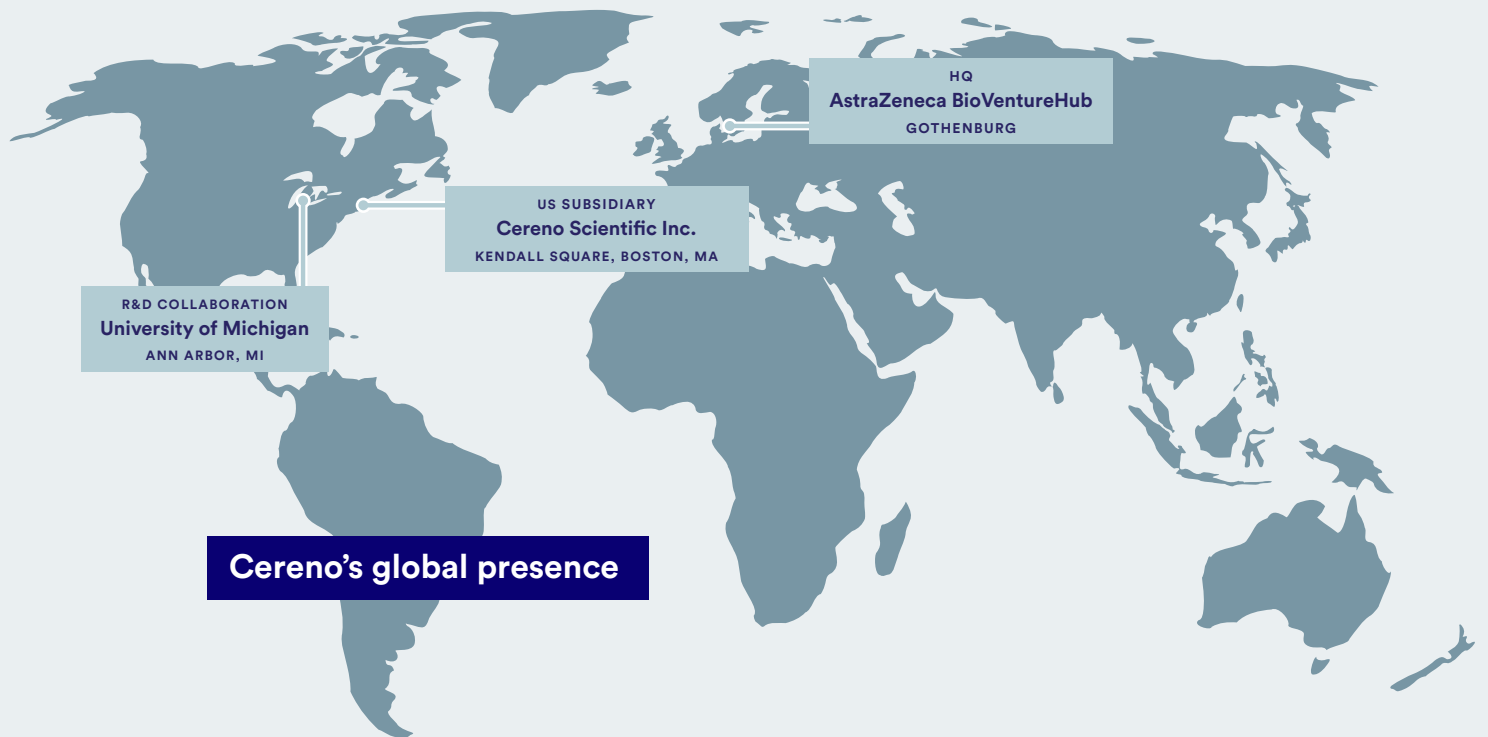 HQ
AstraZeneca BioVentureHub
GOTHENBURG
US SUBSIDIARY
Cereno Scientific Inc.
KENDALL SQUARE, BOSTON, MA
R&D COLLABORATION
University of Michigan
ANN ARBOR, MI
Cereno’s global presence